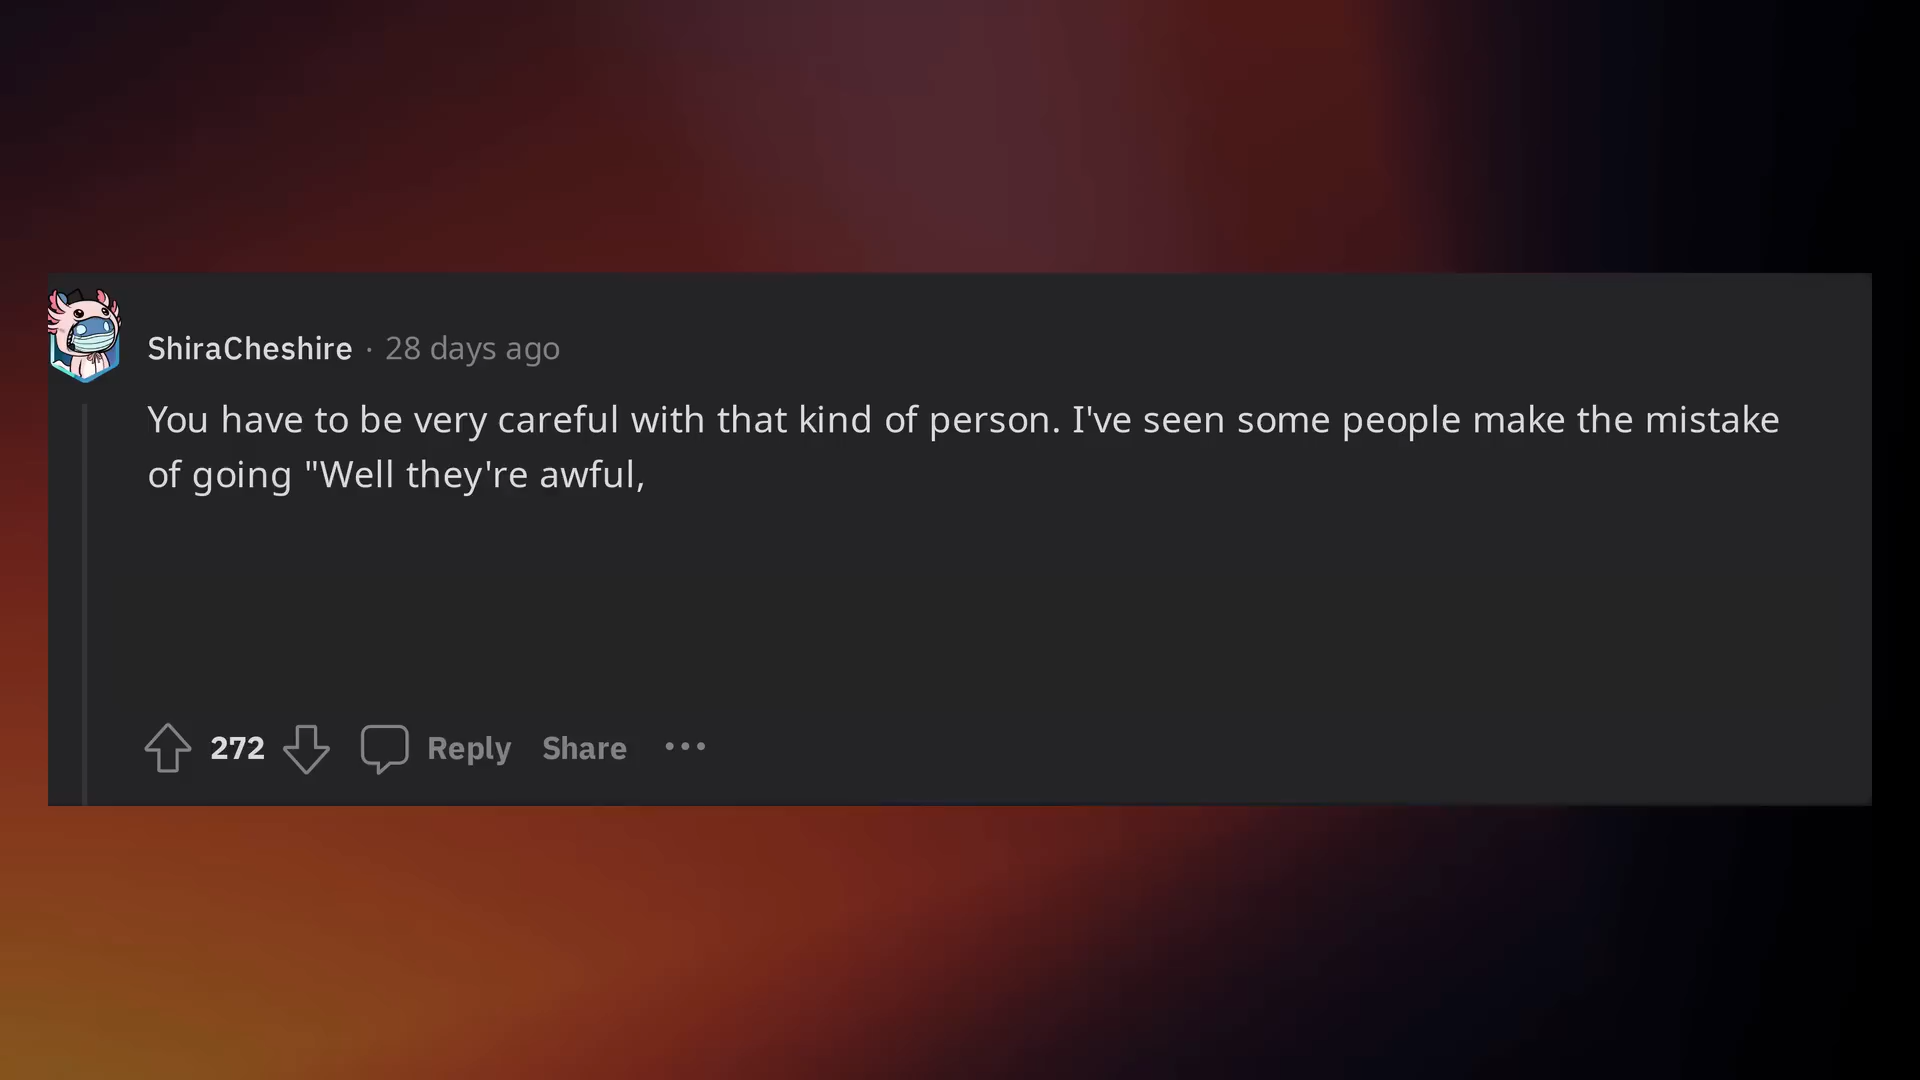 ShiraCheshire · 28 days ago
You have to be very careful with that kind of person. I've seen some people make the mistake
of going "Well they're awful,
272 Reply Share ···